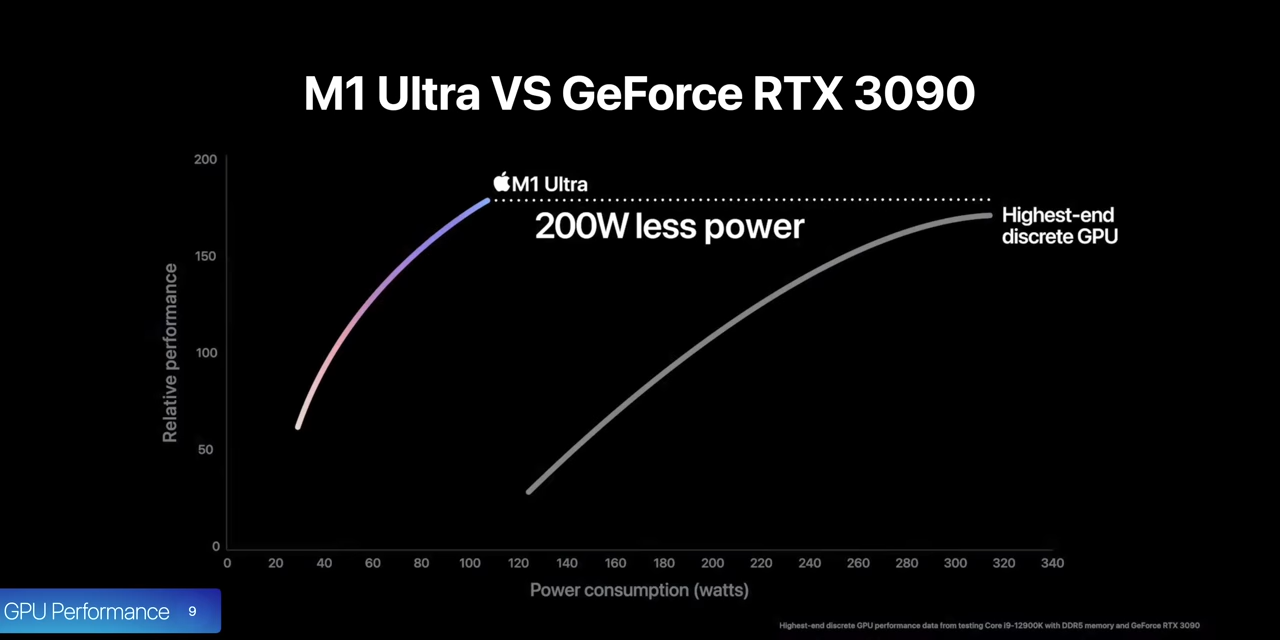 M1 Ultra VS GeForce RTX 3090
200
M1 Ultra
200W less power
Highest-end
discrete GPU
150
Relative performance
100
50
0
0 20 40 60 80 100 120 140 160 180 200 220 240 260 280 300 320 340
Power consumption (watts)
GPU Performance 9
Highest-end discrete GPU performance data from testing Core i9-12900K with DDR5 memory and GeForce RTX 3090